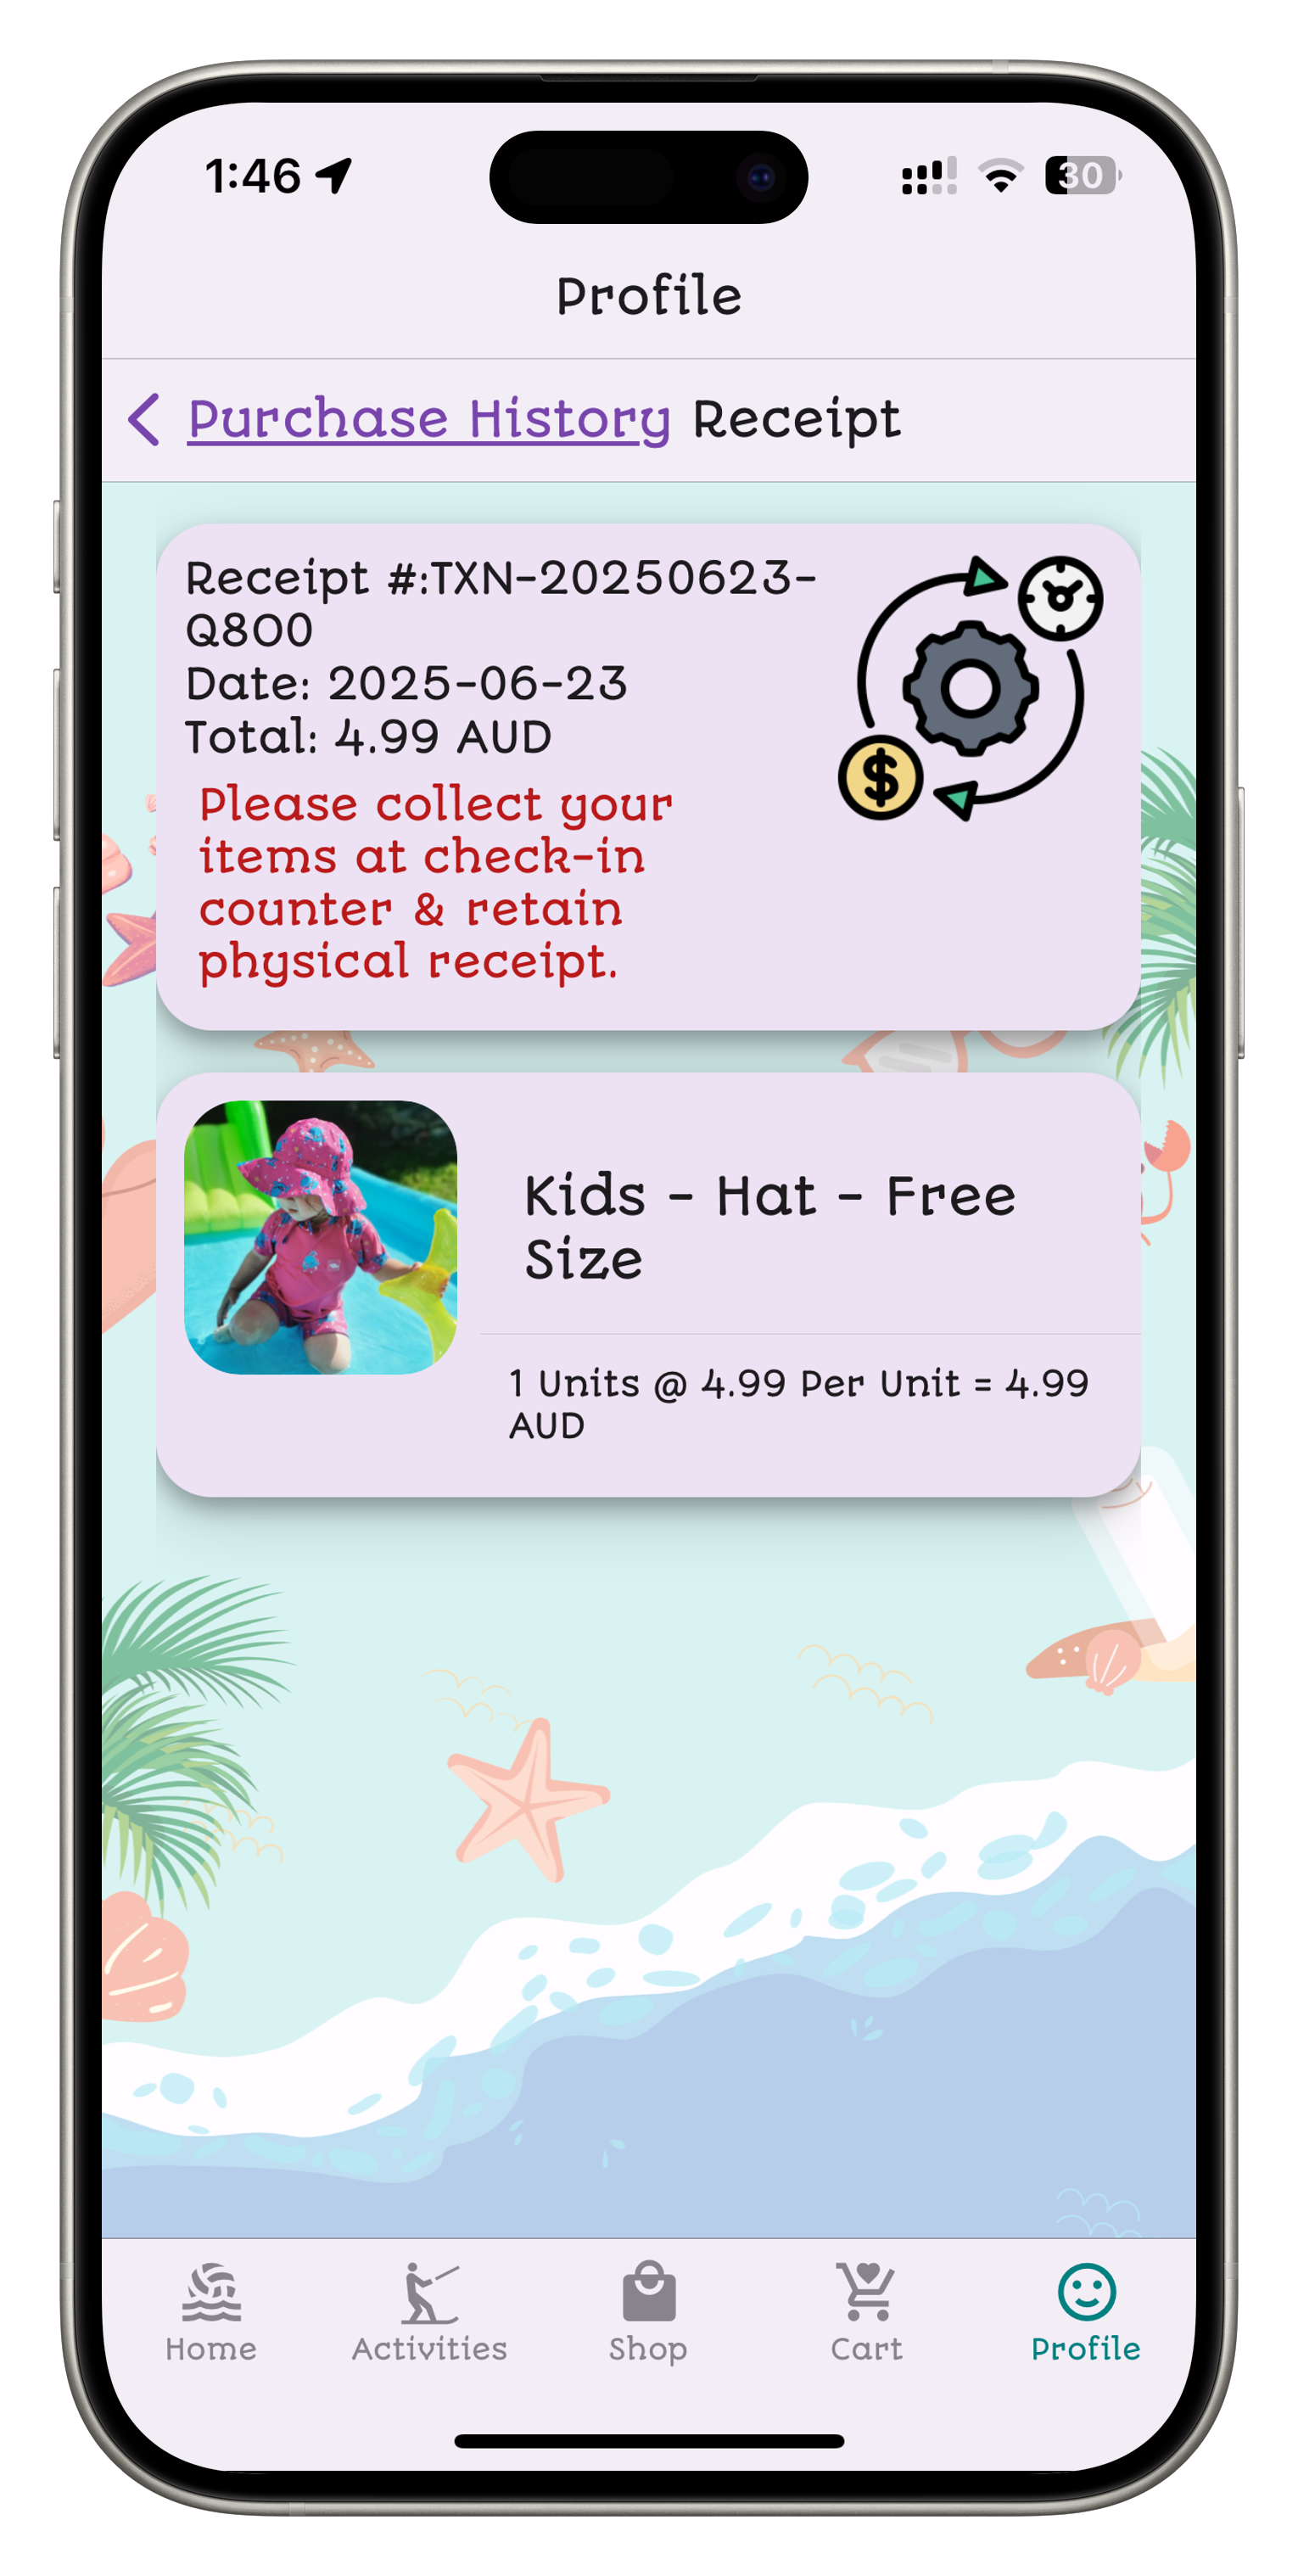 1:46
30
Profile
Purchase History Receipt
Receipt #:TXN-20250623-
Q800
Date: 2025-06-23
Total: 4.99 AUD
Please collect your
items at check-in
counter & retain
physical receipt.
Kids - Hat - Free
Size
1 Units @ 4.99 Per Unit = 4.99
AUD
Home
Activities
Shop
Cart
Profile